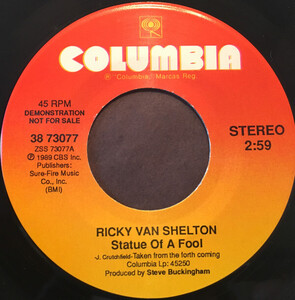 COLUMBIA
® "Columbia", Marcas Reg.
45 RPM
DEMONSTRATION
NOT FOR SALE
38 73077
ZSS 73077A
℗ 1989 CBS Inc.
Publishers:
Sure-Fire Music
Co., Inc.
(BMI)
STEREO
2:59
RICKY VAN SHELTON
Statue Of A Fool
J. Crutchfield-Taken from the forth coming
Columbia Lp: 45250
Produced by Steve Buckingham